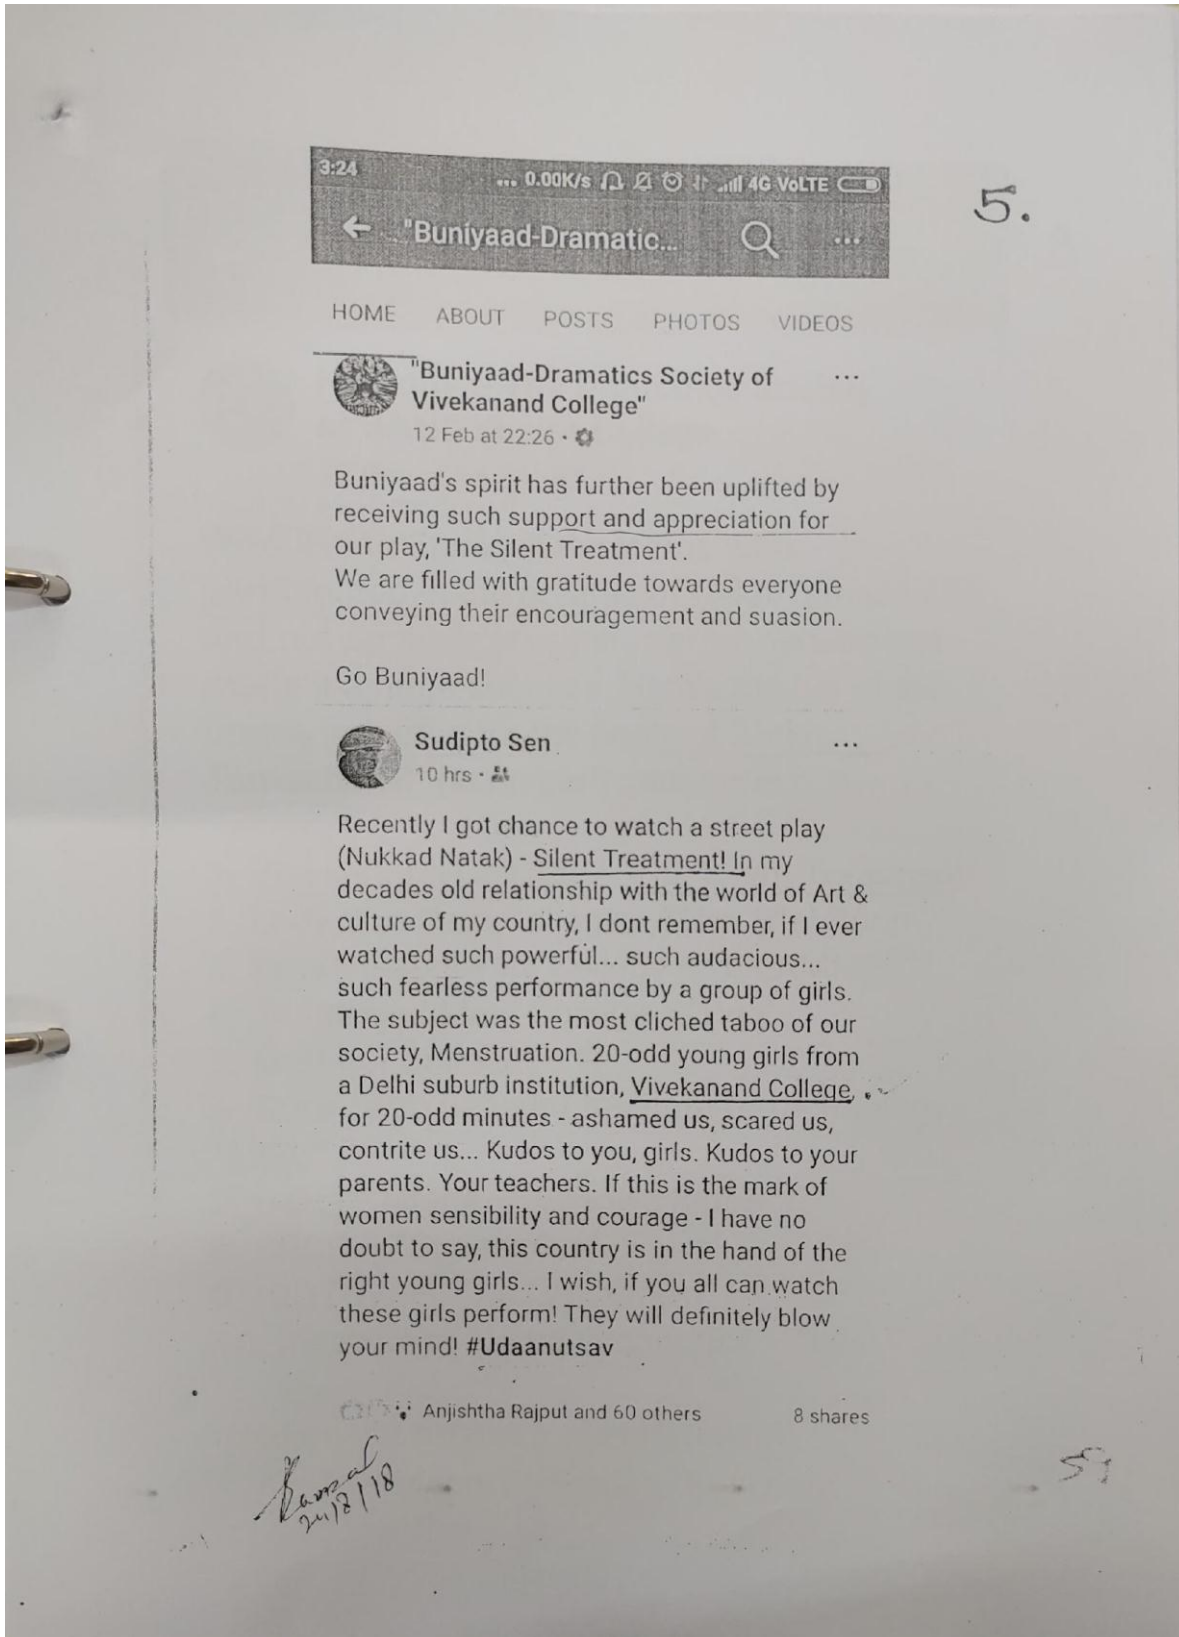 3:24
... 0.00K/s 4G VoLTE
5.
"Buniyaad-Dramatic... ...
HOME ABOUT POSTS PHOTOS VIDEOS
"Buniyaad-Dramatics Society of ...
Vivekanand College"
12 Feb at 22:26 ·
Buniyaad's spirit has further been uplifted by
receiving such support and appreciation for
our play, 'The Silent Treatment'.
We are filled with gratitude towards everyone
conveying their encouragement and suasion.
Go Buniyaad!
Sudipto Sen ...
10 hrs ·
Recently I got chance to watch a street play
(Nukkad Natak) - Silent Treatment! In my
decades old relationship with the world of Art &
culture of my country, I dont remember, if I ever
watched such powerful... such audacious...
such fearless performance by a group of girls.
The subject was the most cliched taboo of our
society, Menstruation. 20-odd young girls from
a Delhi suburb institution, Vivekanand College,
for 20-odd minutes - ashamed us, scared us,
contrite us... Kudos to you, girls. Kudos to your
parents. Your teachers. If this is the mark of
women sensibility and courage - I have no
doubt to say, this country is in the hand of the
right young girls... I wish, if you all can watch
these girls perform! They will definitely blow
your mind! #Udaanutsav
Anjishtha Rajput and 60 others 8 shares
24/8/18